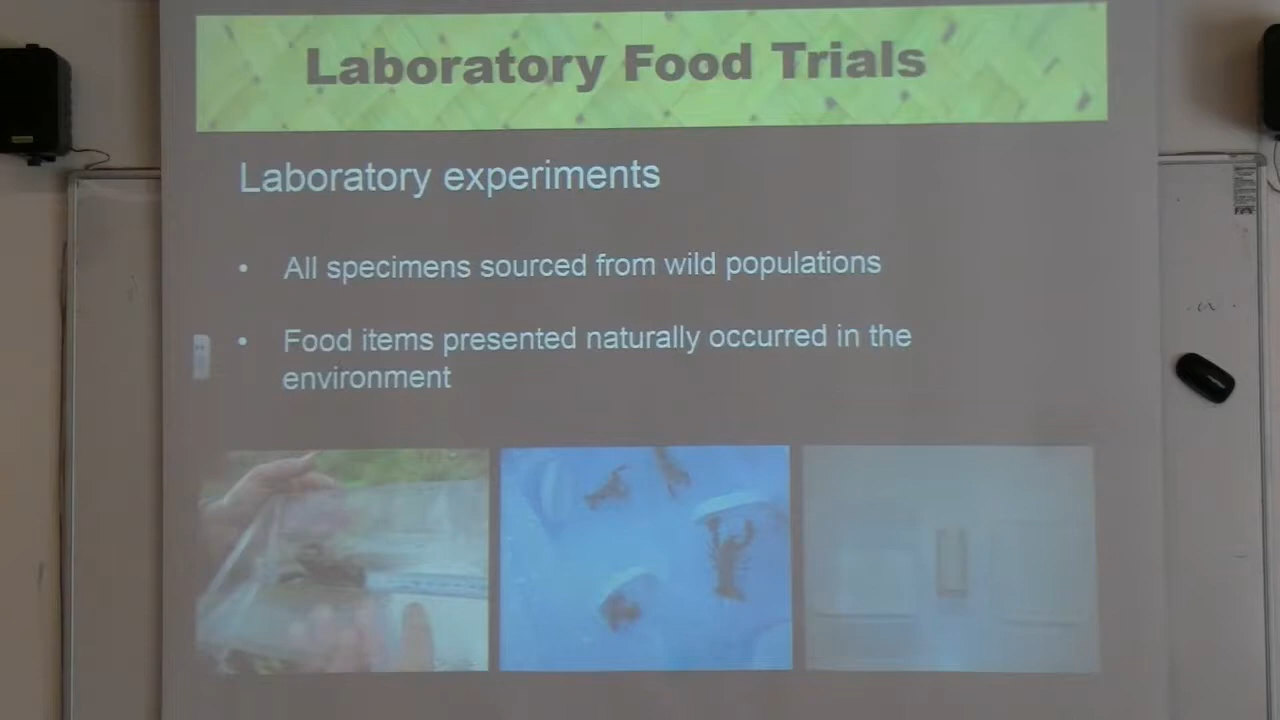 Laboratory Food Trials
Laboratory experiments
• All specimens sourced from wild populations
• Food items presented naturally occurred in the
environment